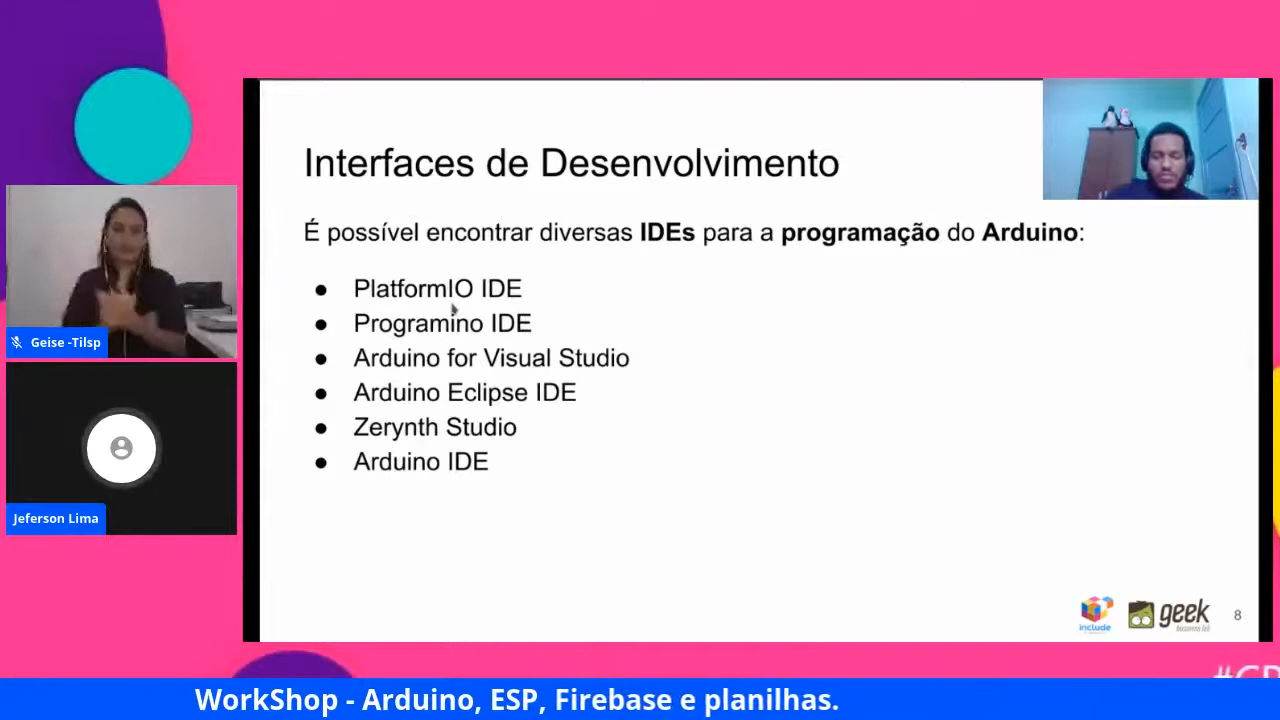 Interfaces de Desenvolvimento
É possível encontrar diversas IDEs para a programação do Arduino:
● PlatformIO IDE
● Programino IDE
● Arduino for Visual Studio
● Arduino Eclipse IDE
● Zerynth Studio
● Arduino IDE
Geise -Tilsp
Jeferson Lima
include
geek
8
WorkShop - Arduino, ESP, Firebase e planilhas.